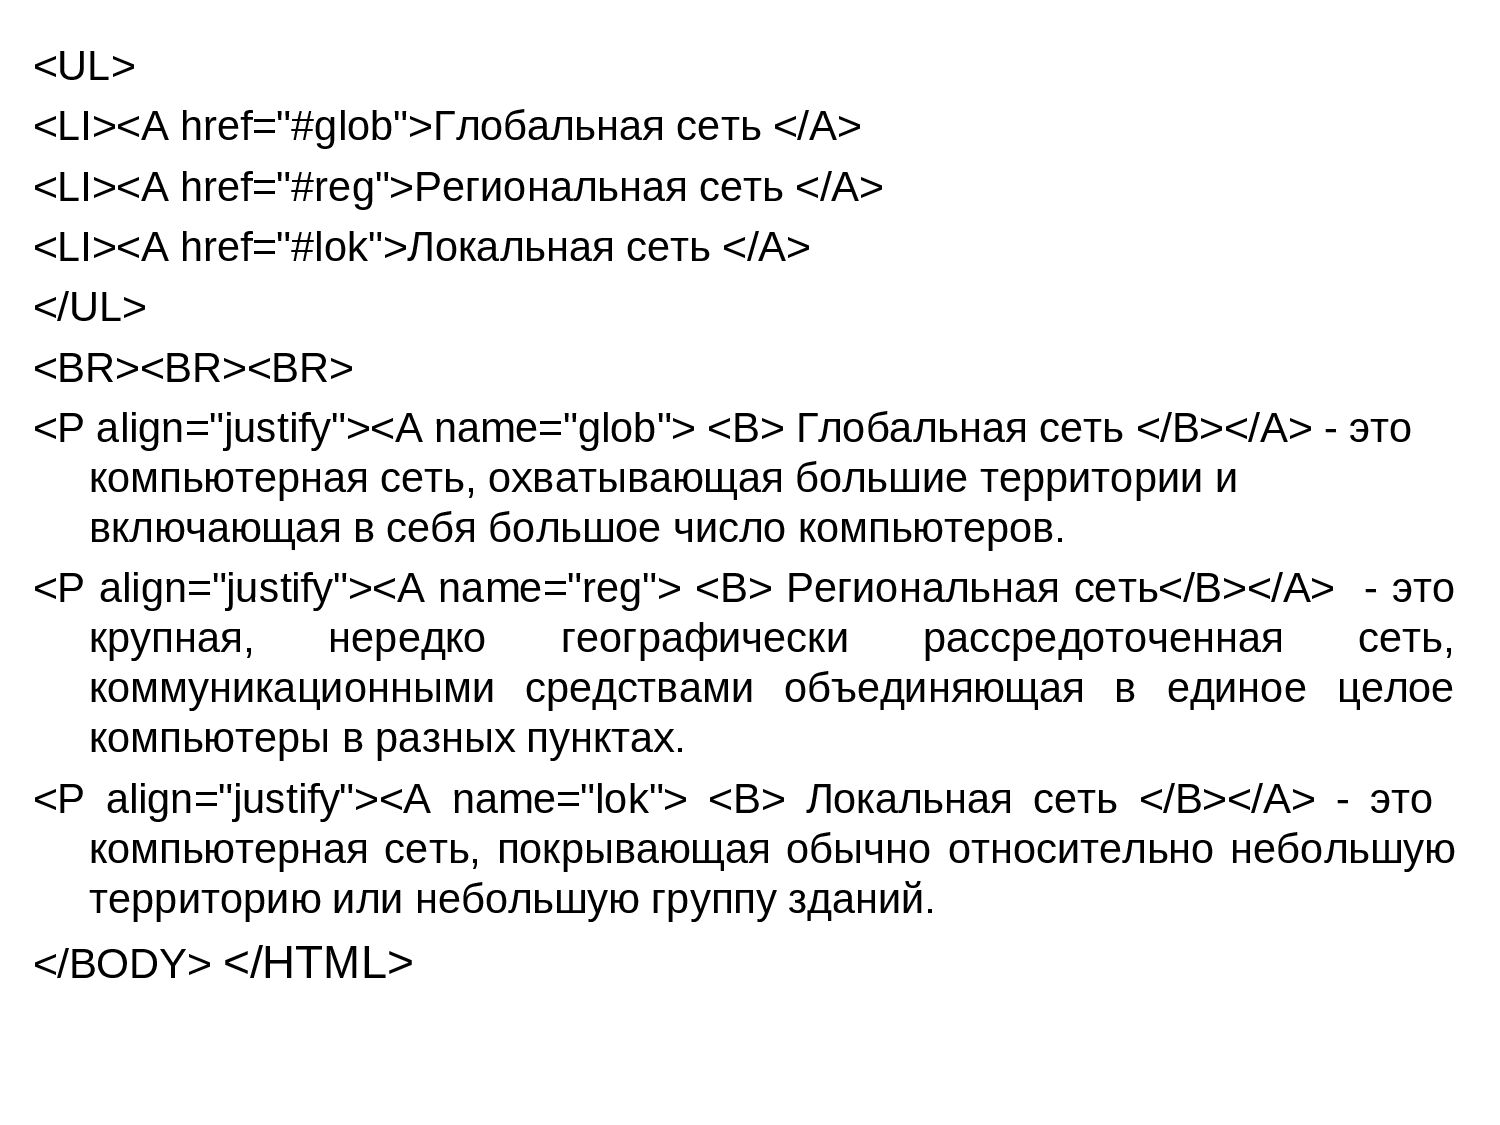 <UL>
<LI><A href="#glob">Глобальная сеть </A>
<LI><A href="#reg">Региональная сеть </A>
<LI><A href="#lok">Локальная сеть </A>
</UL>
<BR><BR><BR>
<P align="justify"><A name="glob"> <B> Глобальная сеть </B></A> - это
компьютерная сеть, охватывающая большие территории и
включающая в себя большое число компьютеров.
<P align="justify"><A name="reg"> <B> Региональная сеть</B></A> - это
крупная, нередко географически рассредоточенная сеть,
коммуникационными средствами объединяющая в единое целое
компьютеры в разных пунктах.
<P align="justify"><A name="lok"> <B> Локальная сеть </B></A> - это
компьютерная сеть, покрывающая обычно относительно небольшую
территорию или небольшую группу зданий.
</BODY> </HTML>